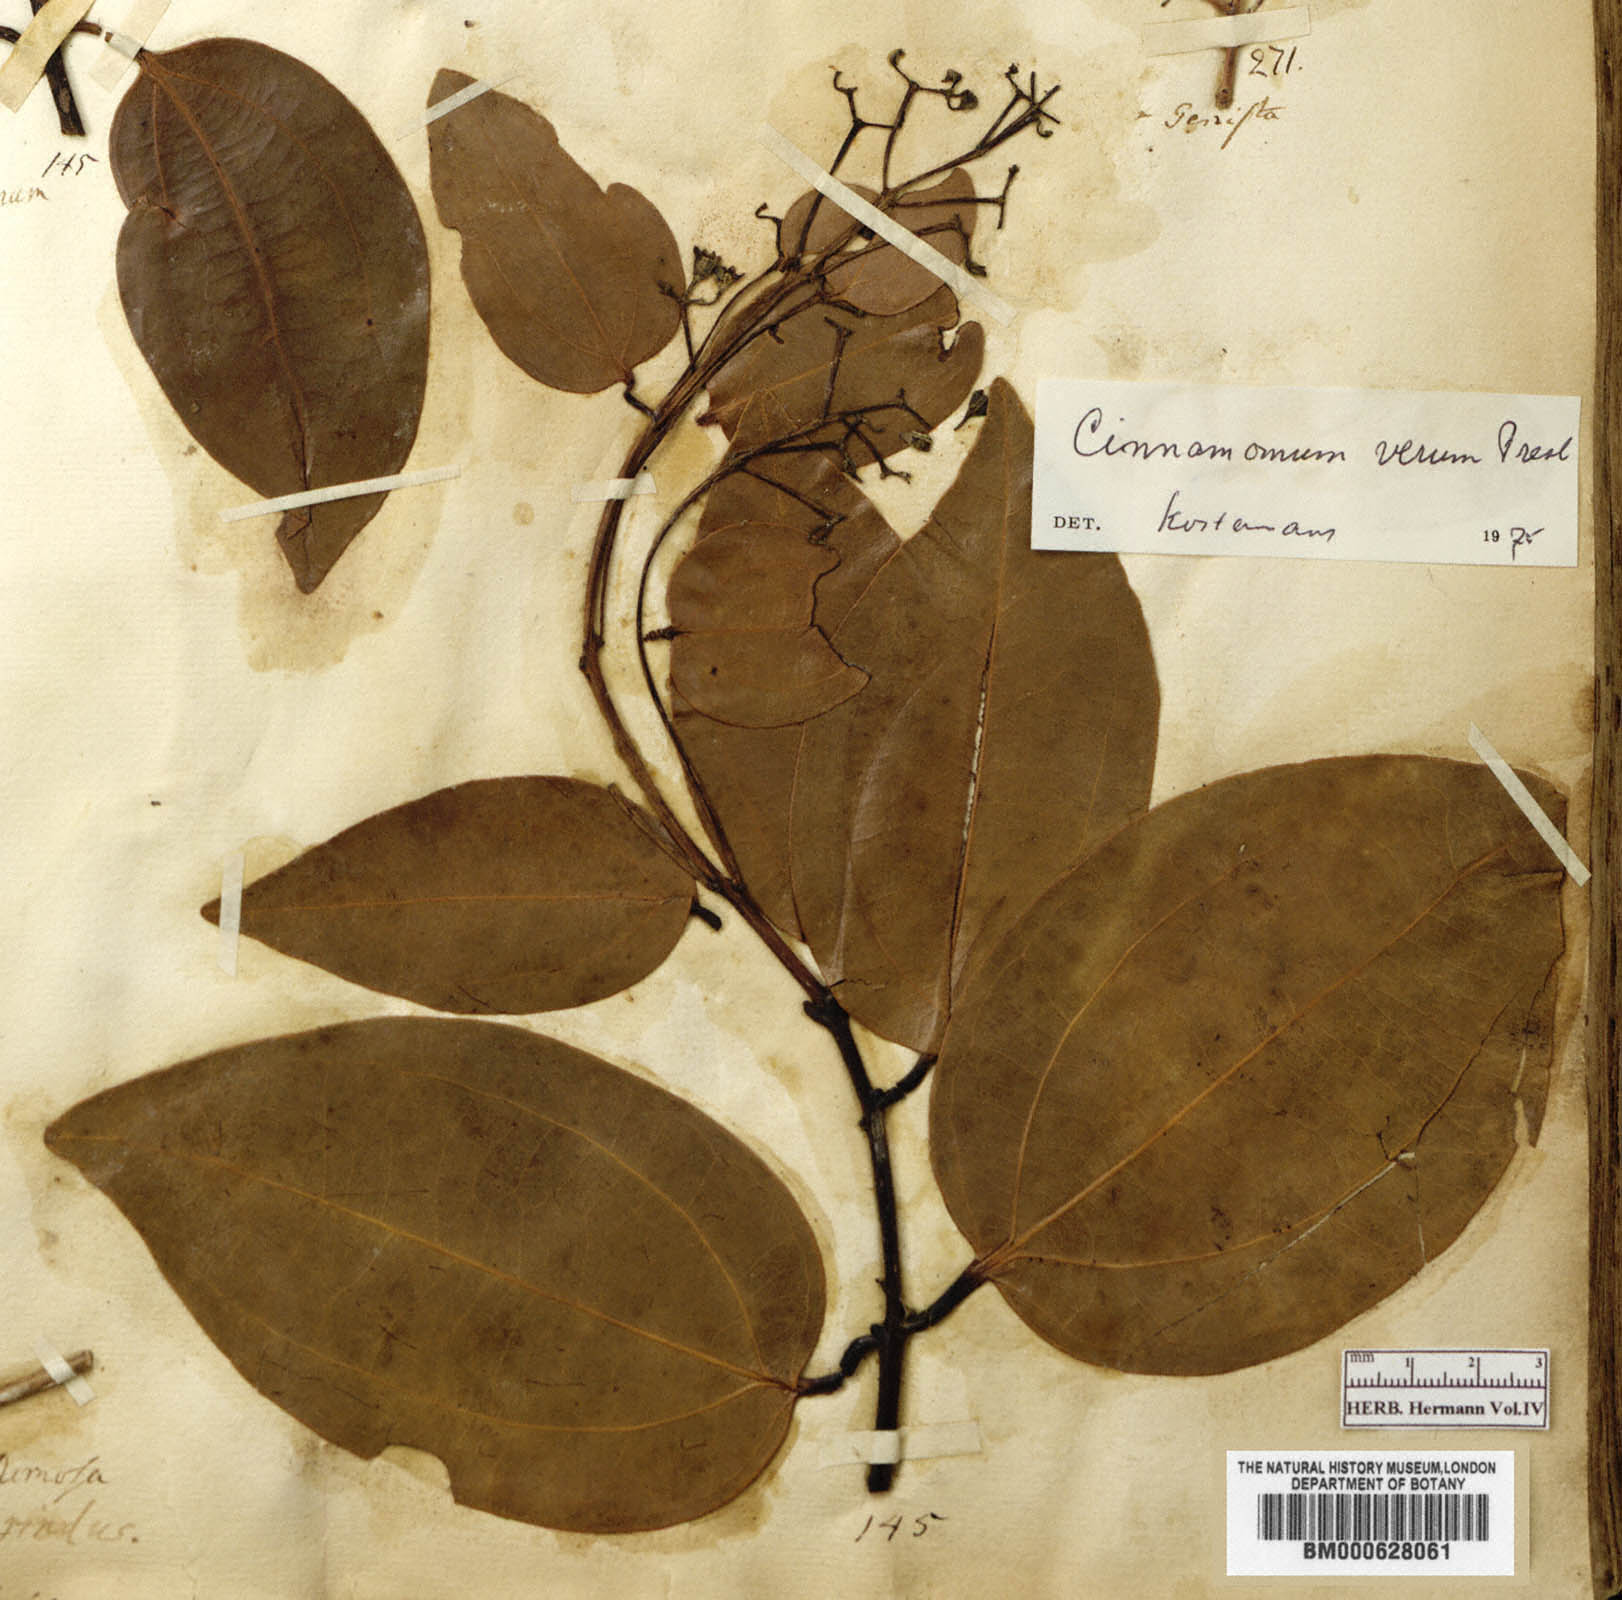 271.
Genista
145
Cinnamomum verum Presl
DET. Kostermans 1975
mm 1 2 3
HERB. Hermann Vol.IV
THE NATURAL HISTORY MUSEUM,LONDON
DEPARTMENT OF BOTANY
BM000628061
145